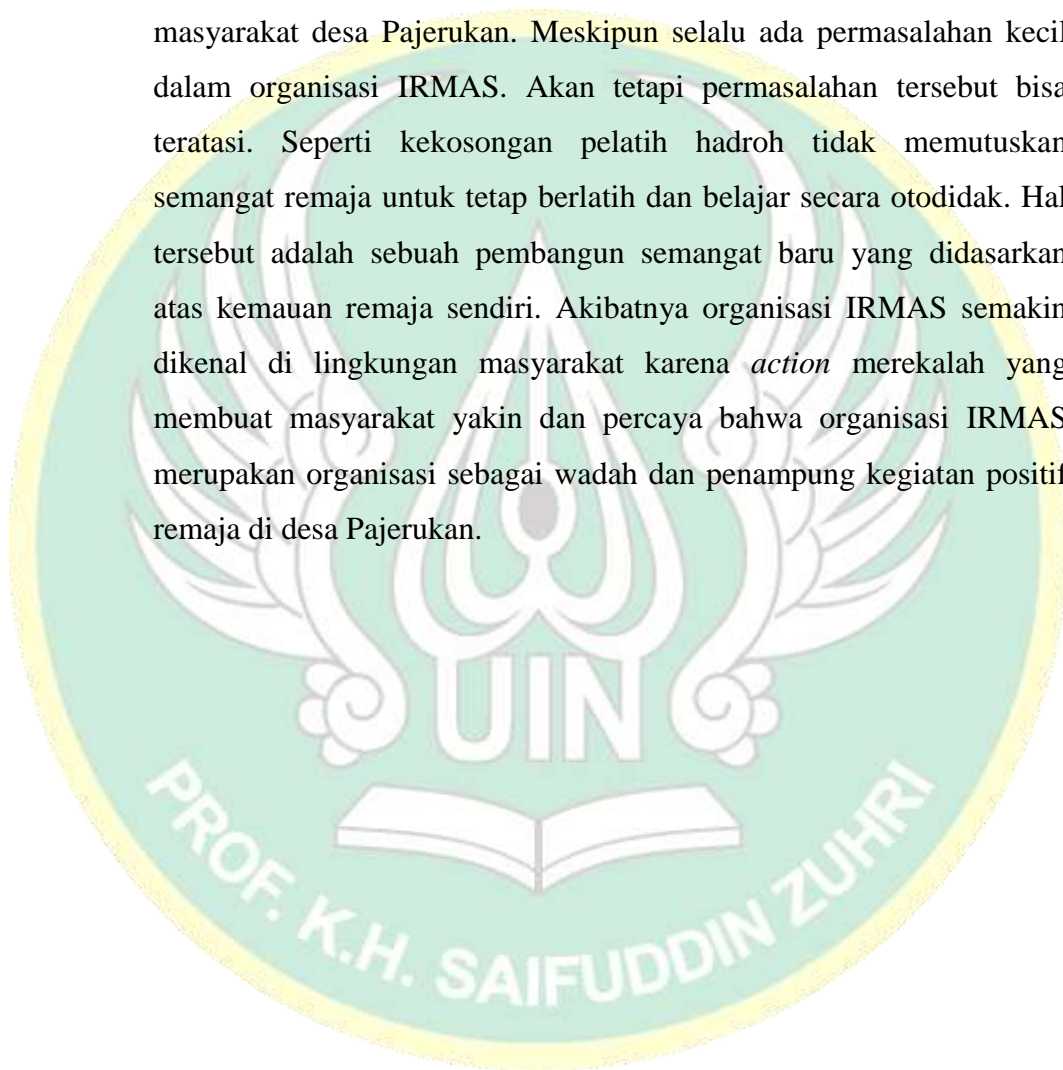 masyarakat desa Pajerukan. Meskipun selalu ada permasalahan kecil
dalam organisasi IRMAS. Akan tetapi permasalahan tersebut bisa
teratasi. Seperti kekosongan pelatih hadroh tidak memutuskan
semangat remaja untuk tetap berlatih dan belajar secara otodidak. Hal
tersebut adalah sebuah pembangun semangat baru yang didasarkan
atas kemauan remaja sendiri. Akibatnya organisasi IRMAS semakin
dikenal di lingkungan masyarakat karena action merekalah yang
membuat masyarakat yakin dan percaya bahwa organisasi IRMAS
merupakan organisasi sebagai wadah dan penampung kegiatan positif
remaja di desa Pajerukan.
UIN
PROF. K.H. SAIFUDDIN ZUHRI